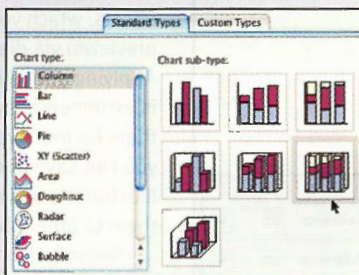 Standard Types Custom Types
Chart type:
Chart sub-type:
Column
Bar
Line
Pie
XY (Scatter)
Area
Doughnut
Radar
Surface
Bubble